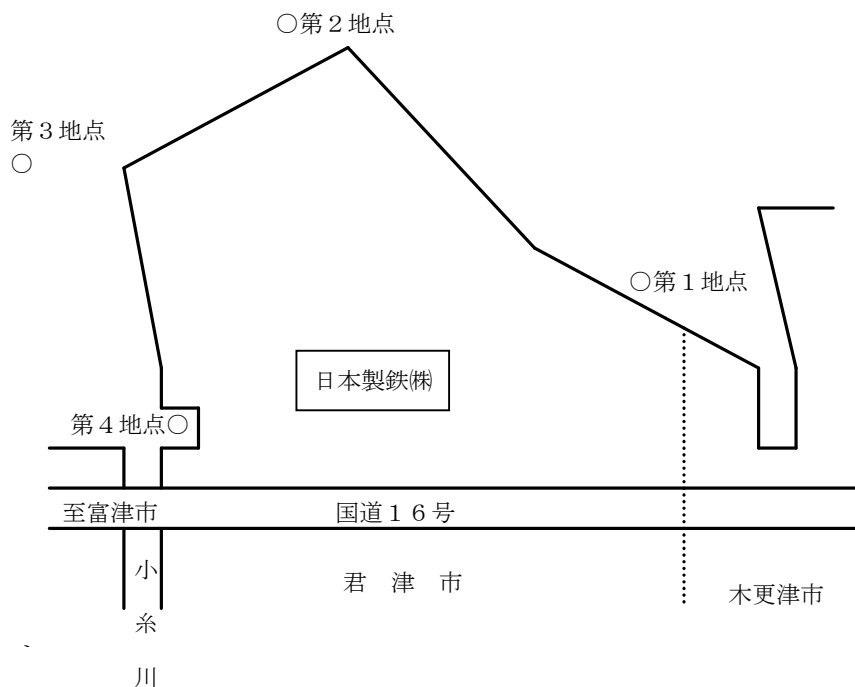 ○第２地点
第３地点
○
○第１地点
日本製鉄㈱
第４地点○
至富津市
国道１６号
小糸川
君津市
木更津市